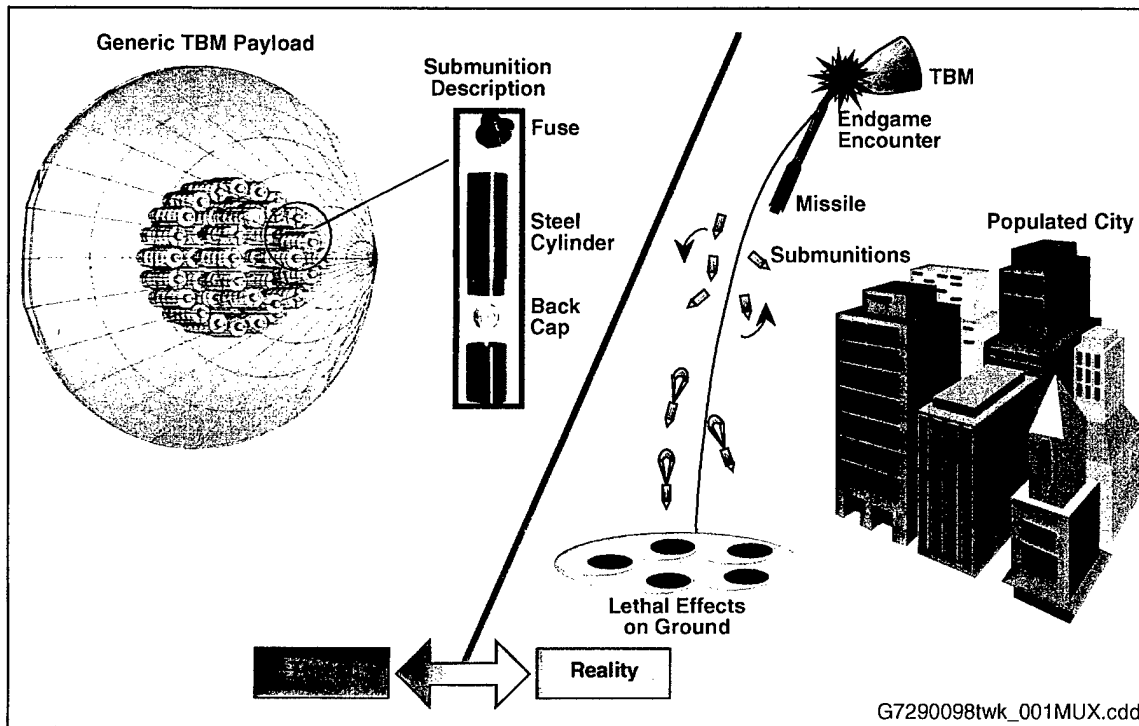 Generic TBM Payload
Submunition
Description
Fuse
Steel
Cylinder
Back
Cap
TBM
Endgame
Encounter
Missile
Submunitions
Populated City
Lethal Effects
on Ground
Reality
G7290098twk_001MUX.cdd